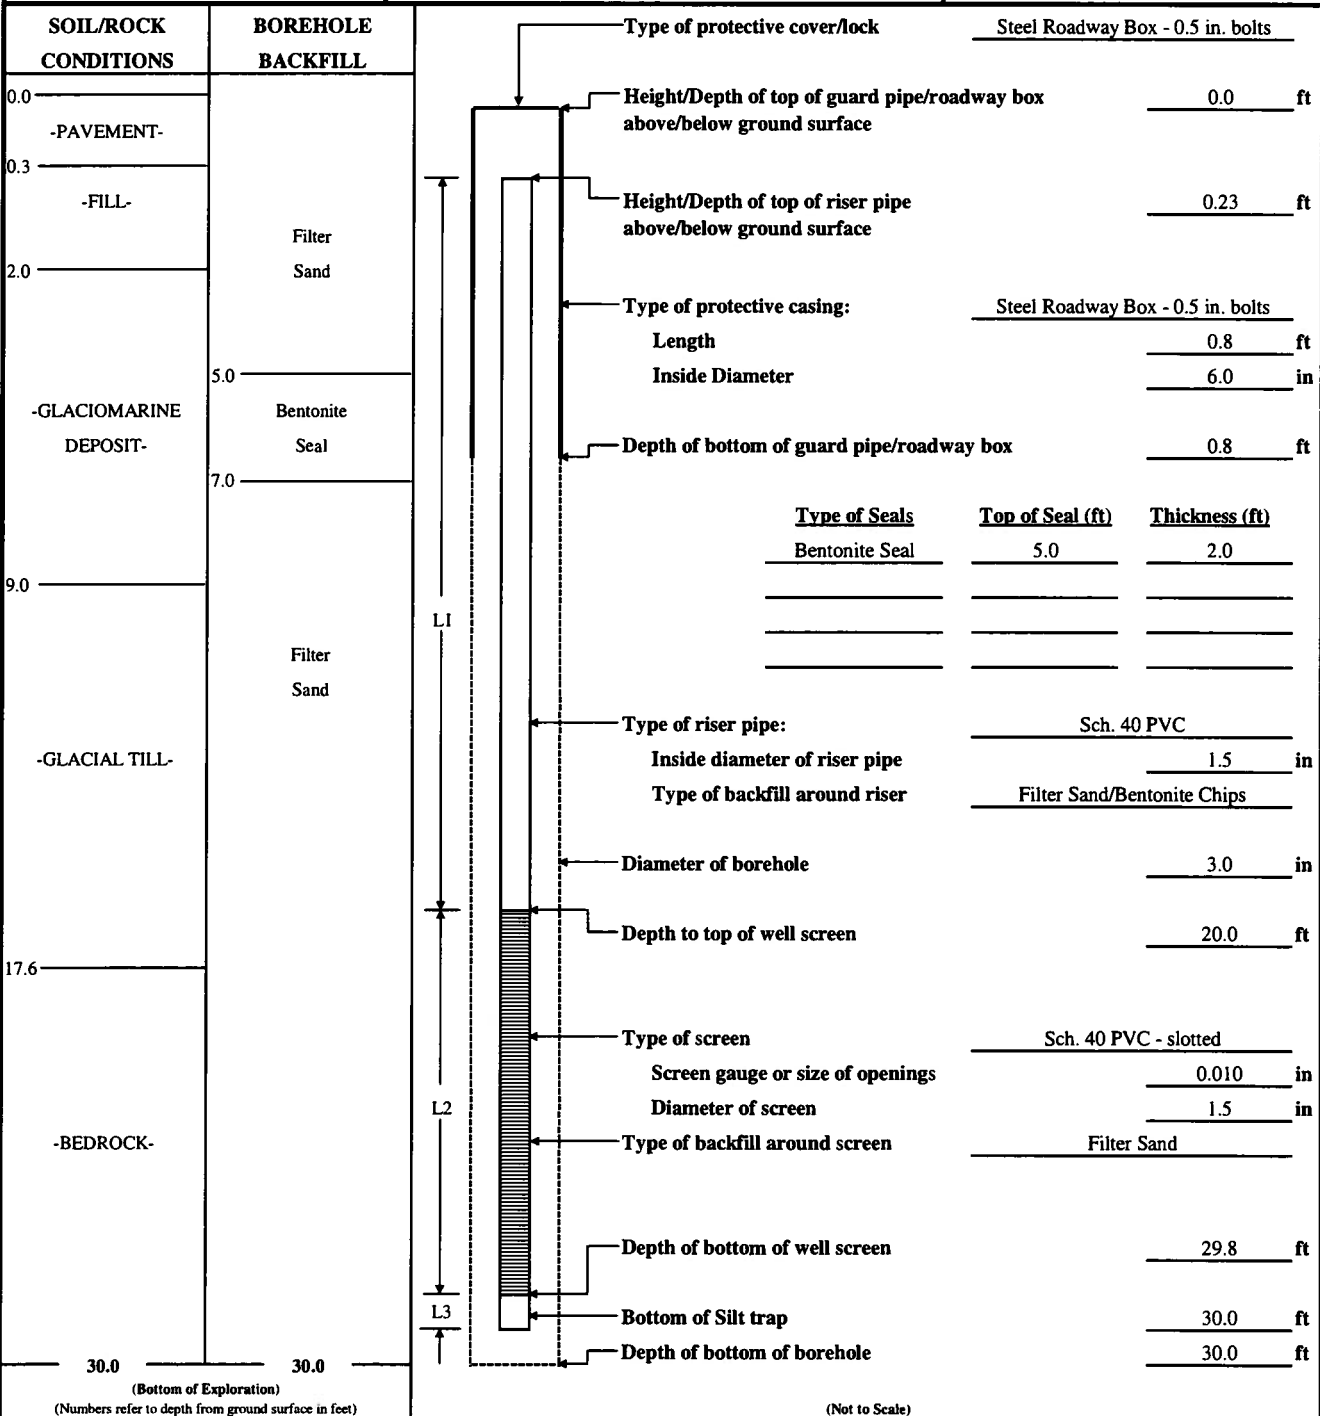 SOIL/ROCK
CONDITIONS
BOREHOLE
BACKFILL
0.0
-PAVEMENT-
0.3
-FILL-
2.0
-GLACIOMARINE
DEPOSIT-
9.0
-GLACIAL TILL-
17.6
-BEDROCK-
30.0
Filter
Sand
5.0
Bentonite
Seal
7.0
Filter
Sand
30.0
(Bottom of Exploration)
(Numbers refer to depth from ground surface in feet)
L1
L2
L3
Type of protective cover/lock Steel Roadway Box - 0.5 in. bolts
Height/Depth of top of guard pipe/roadway box 0.0 ft
above/below ground surface
Height/Depth of top of riser pipe 0.23 ft
above/below ground surface
Type of protective casing: Steel Roadway Box - 0.5 in. bolts
Length 0.8 ft
Inside Diameter 6.0 in
Depth of bottom of guard pipe/roadway box 0.8 ft
Type of Seals Top of Seal (ft) Thickness (ft)
Bentonite Seal 5.0 2.0
Type of riser pipe: Sch. 40 PVC
Inside diameter of riser pipe 1.5 in
Type of backfill around riser Filter Sand/Bentonite Chips
Diameter of borehole 3.0 in
Depth to top of well screen 20.0 ft
Type of screen Sch. 40 PVC - slotted
Screen gauge or size of openings 0.010 in
Diameter of screen 1.5 in
Type of backfill around screen Filter Sand
Depth of bottom of well screen 29.8 ft
Bottom of Silt trap 30.0 ft
Depth of bottom of borehole 30.0 ft
(Not to Scale)